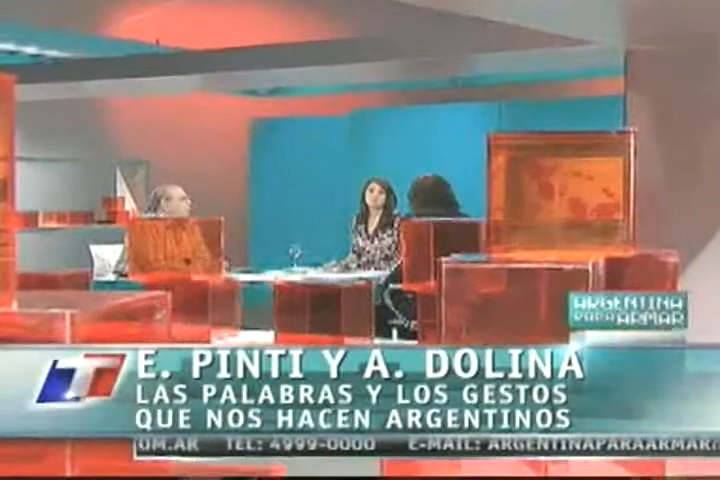 ARGENTINA
PARA ARMAR
E. PINTI Y A. DOLINA
LAS PALABRAS Y LOS GESTOS
QUE NOS HACEN ARGENTINOS
OM.AR TEL: 4999-0000 E-MAIL: ARGENTINAPARAARMAR